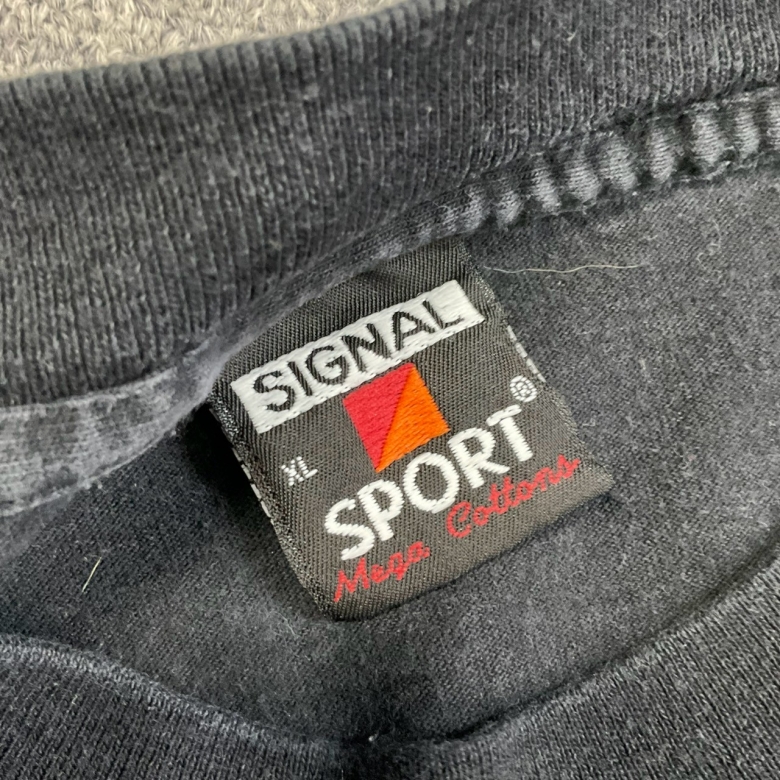 SIGNAL
XL
SPORT®
Mega Cottons